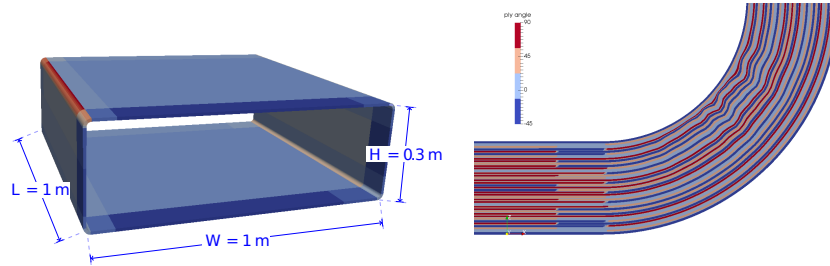 L = 1 m
W = 1 m
H = 0.3 m
ply angle
90
45
0
-45